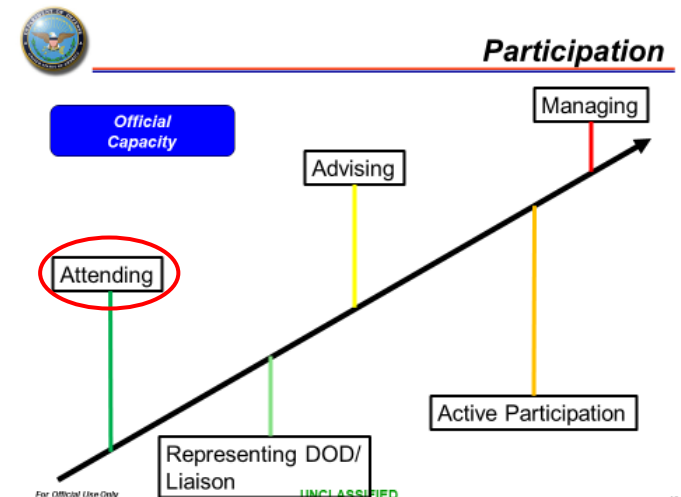 Participation
Official
Capacity
Managing
Advising
Attending
Active Participation
Representing DOD/
Liaison
For Official Use Only
UNCLASSIFIED